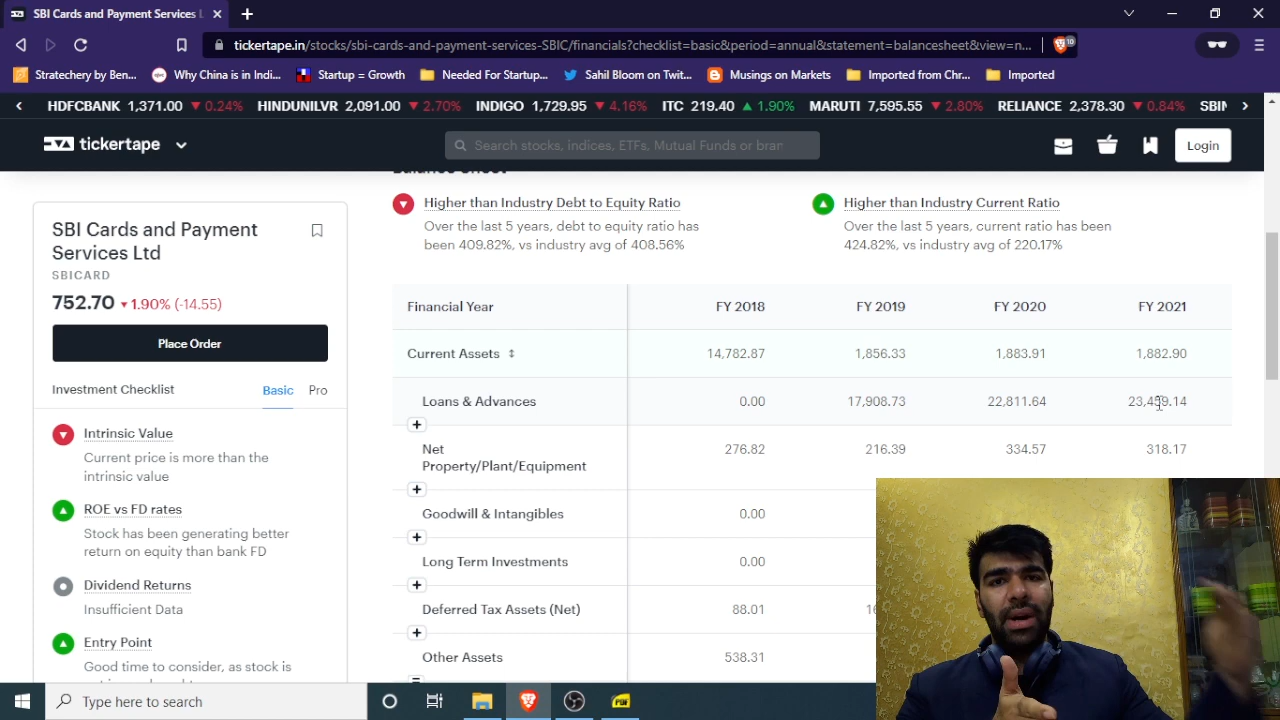 SBI Cards and Payment Services
tickertape.in/stocks/sbi-cards-and-payment-services-SBIC/financials?checklist=basic&period=annual&statement=balancesheet&view=n...
10
Stratechery by Ben...
Why China is in Indi...
Startup = Growth
Needed For Startup...
Sahil Bloom on Twit...
Musings on Markets
Imported from Chr...
Imported
HDFCBANK 1,371.00 ▼ 0.24% HINDUNILVR 2,091.00 ▼ 2.70% INDIGO 1,729.95 ▼ 4.16% ITC 219.40 ▲ 1.90% MARUTI 7,595.55 ▼ 2.80% RELIANCE 2,378.30 ▼ 0.84%
tickertape
Search stocks, indices, ETFs, Mutual Funds or
Login
Balance Sheet
SBI Cards and Payment
Services Ltd
SBICARD
752.70 ▼ 1.90% (-14.55)
Place Order
Investment Checklist
Basic
Pro
Intrinsic Value
Current price is more than the
intrinsic value
ROE vs FD rates
Stock has been generating better
return on equity than bank FD
Dividend Returns
Insufficient Data
Entry Point
Good time to consider, as stock is
Higher than Industry Debt to Equity Ratio
Over the last 5 years, debt to equity ratio has
been 409.82%, vs industry avg of 408.56%
Higher than Industry Current Ratio
Over the last 5 years, current ratio has been
424.82%, vs industry avg of 220.17%
Financial Year FY 2018 FY 2019 FY 2020 FY 2021
Current Assets 14,782.87 1,856.33 1,883.91 1,882.90
Loans & Advances 0.00 17,908.73 22,811.64
Net
Property/Plant/Equipment 276.82 216.39 334.57 318.17
Goodwill & Intangibles 0.00
Long Term Investments 0.00
Deferred Tax Assets (Net) 88.01
Other Assets 538.31
Type here to search
PDF